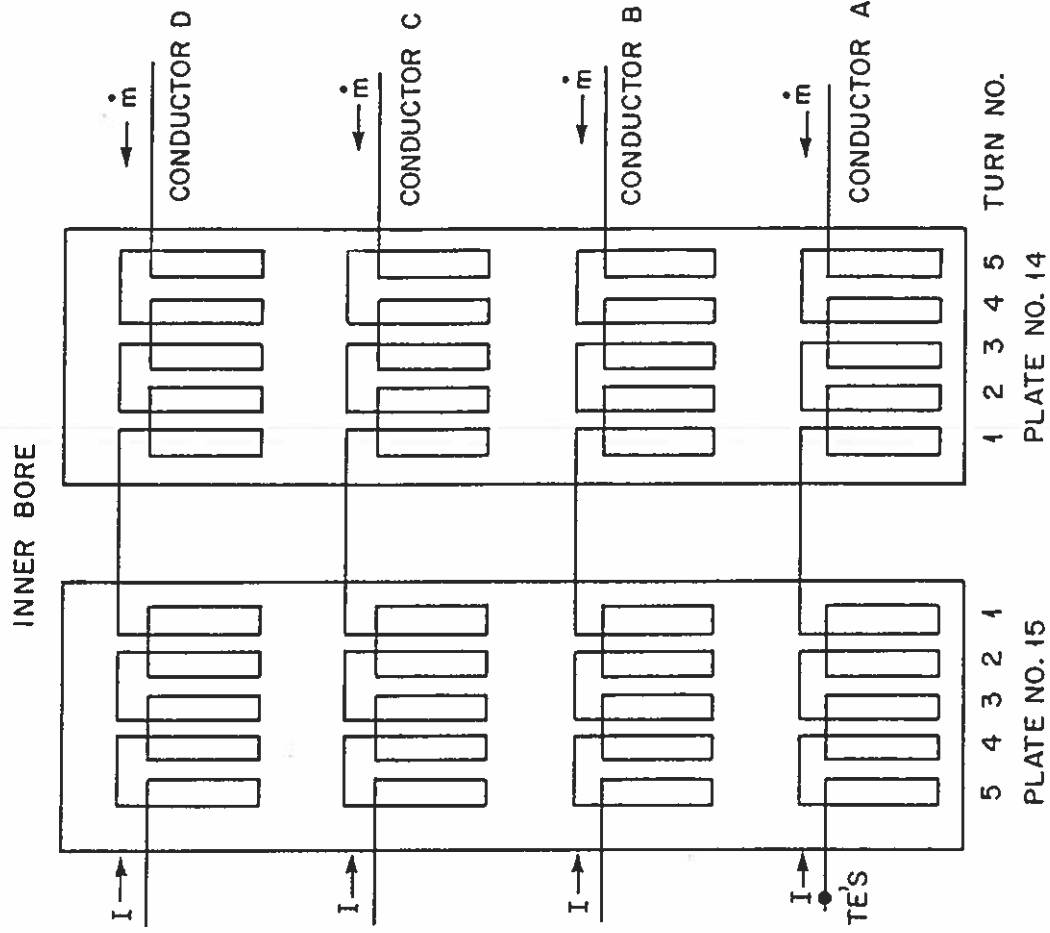 INNER BORE
ṁ
CONDUCTOR D
ṁ
CONDUCTOR C
ṁ
CONDUCTOR B
ṁ
CONDUCTOR A
I
I
I
I
TE'S
5 4 3 2 1
PLATE NO. 15
1 2 3 4 5 TURN NO.
PLATE NO. 14